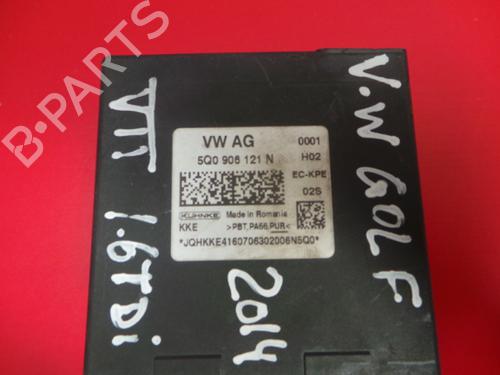 B-PARTS
VW AG
0001
5Q0 906 121 N
H02
EC-KPE
02S
KUHNKE
Made in Romania
KKE
>PBT,PA66,PUR<
*JQHKKE4160706302006N5Q0*
V.W GOLF
VII 1.6TDi
2014